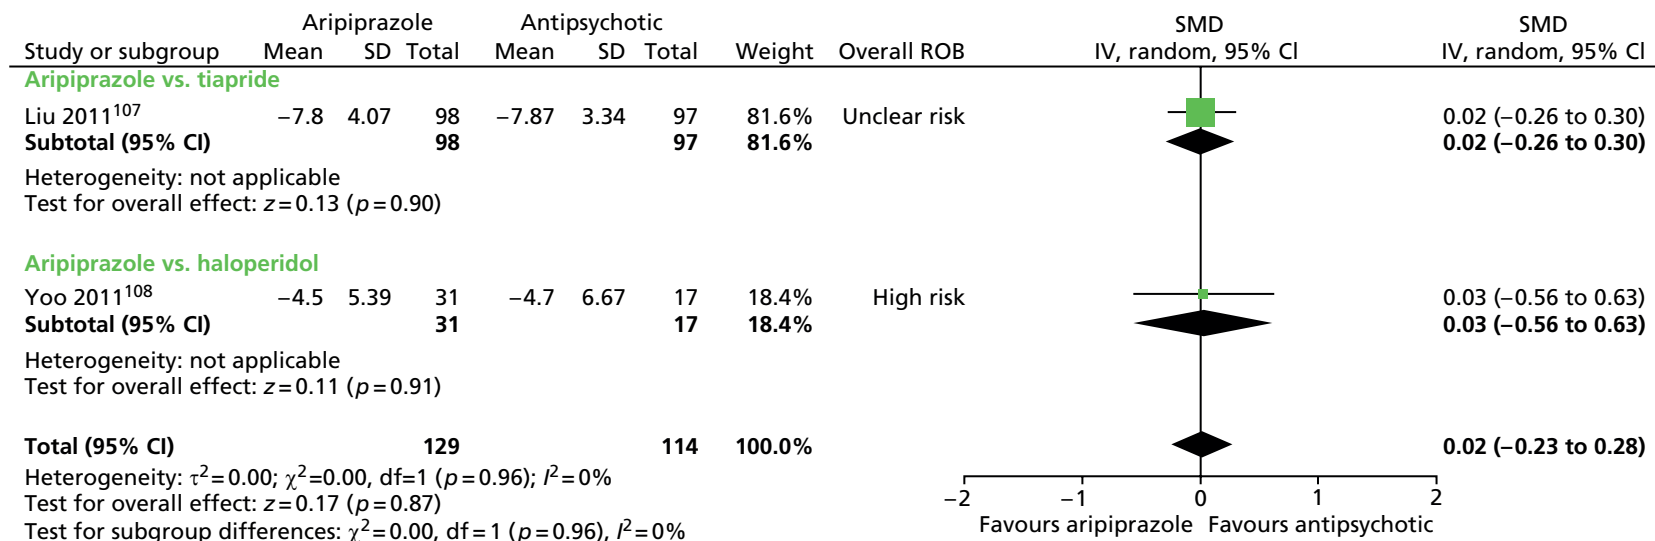 Aripiprazole Antipsychotic SMD SMD
Study or subgroup Mean SD Total Mean SD Total Weight Overall ROB IV, random, 95% CI IV, random, 95% CI
Aripiprazole vs. tiapride
Liu 2011¹⁰⁷ −7.8 4.07 98 −7.87 3.34 97 81.6% Unclear risk 0.02 (−0.26 to 0.30)
Subtotal (95% CI) 98 97 81.6% 0.02 (−0.26 to 0.30)
Heterogeneity: not applicable
Test for overall effect: z=0.13 (p=0.90)
Aripiprazole vs. haloperidol
Yoo 2011¹⁰⁸ −4.5 5.39 31 −4.7 6.67 17 18.4% High risk 0.03 (−0.56 to 0.63)
Subtotal (95% CI) 31 17 18.4% 0.03 (−0.56 to 0.63)
Heterogeneity: not applicable
Test for overall effect: z=0.11 (p=0.91)
Total (95% CI) 129 114 100.0% 0.02 (−0.23 to 0.28)
Heterogeneity: τ²=0.00; χ²=0.00, df=1 (p=0.96); I²=0%
Test for overall effect: z=0.17 (p=0.87)
Test for subgroup differences: χ²=0.00, df=1 (p=0.96), I²=0%
−2 −1 0 1 2
Favours aripiprazole Favours antipsychotic